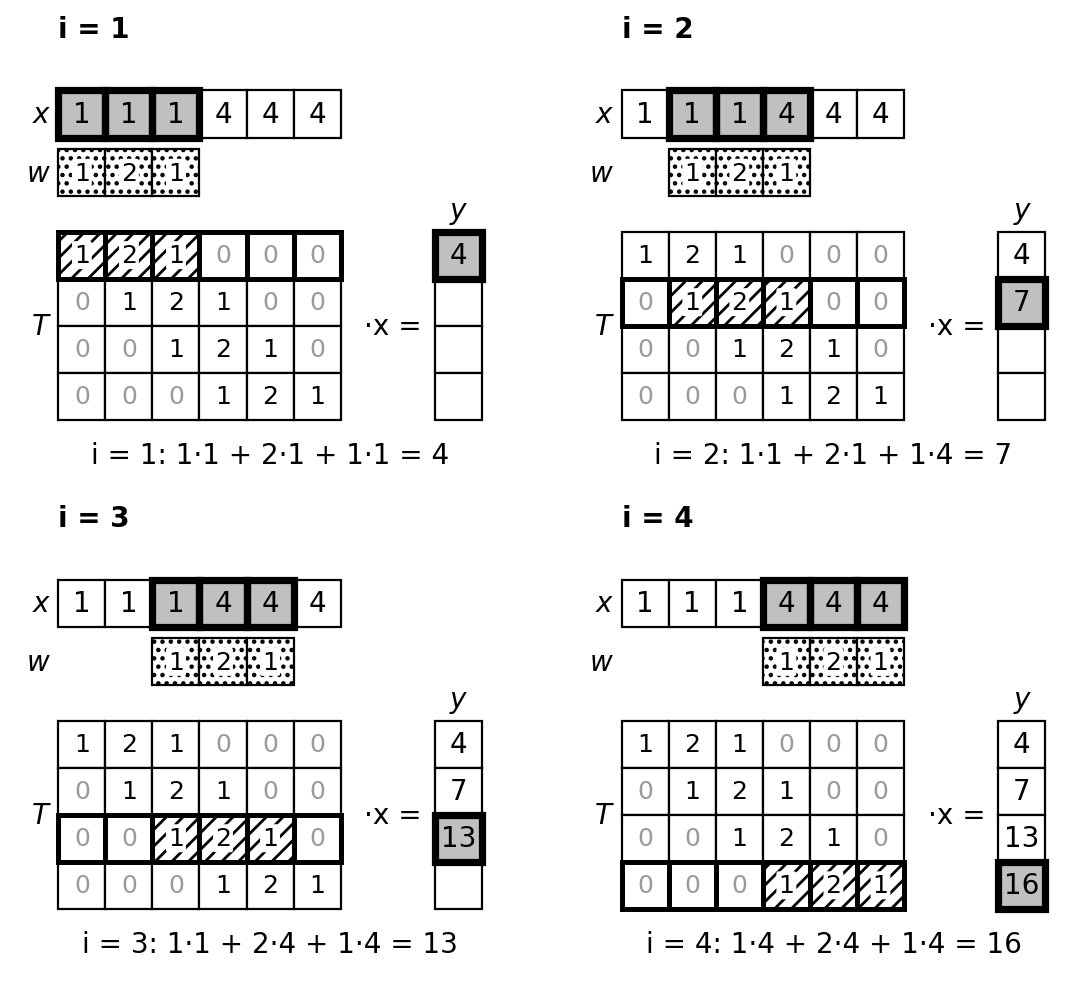 i = 1
x 1 1 1 4 4 4
w 1 2 1
y
1 2 1 0 0 0 4
0 1 2 1 0 0
T ·x =
0 0 1 2 1 0
0 0 0 1 2 1
i = 1: 1·1 + 2·1 + 1·1 = 4
i = 2
x 1 1 1 4 4 4
w 1 2 1
y
1 2 1 0 0 0 4
0 1 2 1 0 0 7
T ·x =
0 0 1 2 1 0
0 0 0 1 2 1
i = 2: 1·1 + 2·1 + 1·4 = 7
i = 3
x 1 1 1 4 4 4
w 1 2 1
y
1 2 1 0 0 0 4
0 1 2 1 0 0 7
T ·x =
0 0 1 2 1 0 13
0 0 0 1 2 1
i = 3: 1·1 + 2·4 + 1·4 = 13
i = 4
x 1 1 1 4 4 4
w 1 2 1
y
1 2 1 0 0 0 4
0 1 2 1 0 0 7
T ·x =
0 0 1 2 1 0 13
0 0 0 1 2 1 16
i = 4: 1·4 + 2·4 + 1·4 = 16